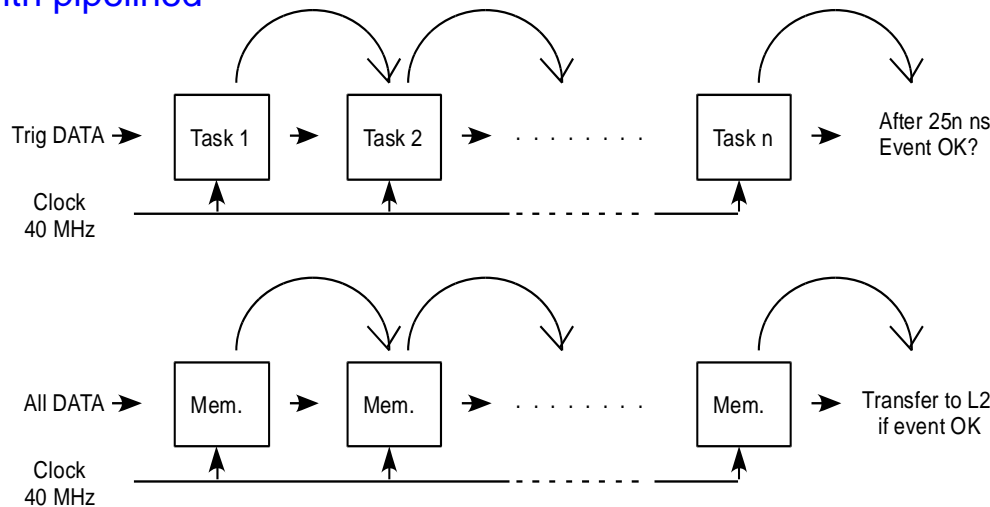 pipelined
Trig DATA
Task 1
Task 2
. . . . . . . .
Task n
After 25n ns
Event OK?
Clock
40 MHz
All DATA
Mem.
Mem.
. . . . . . . .
Mem.
Transfer to L2
if event OK
Clock
40 MHz